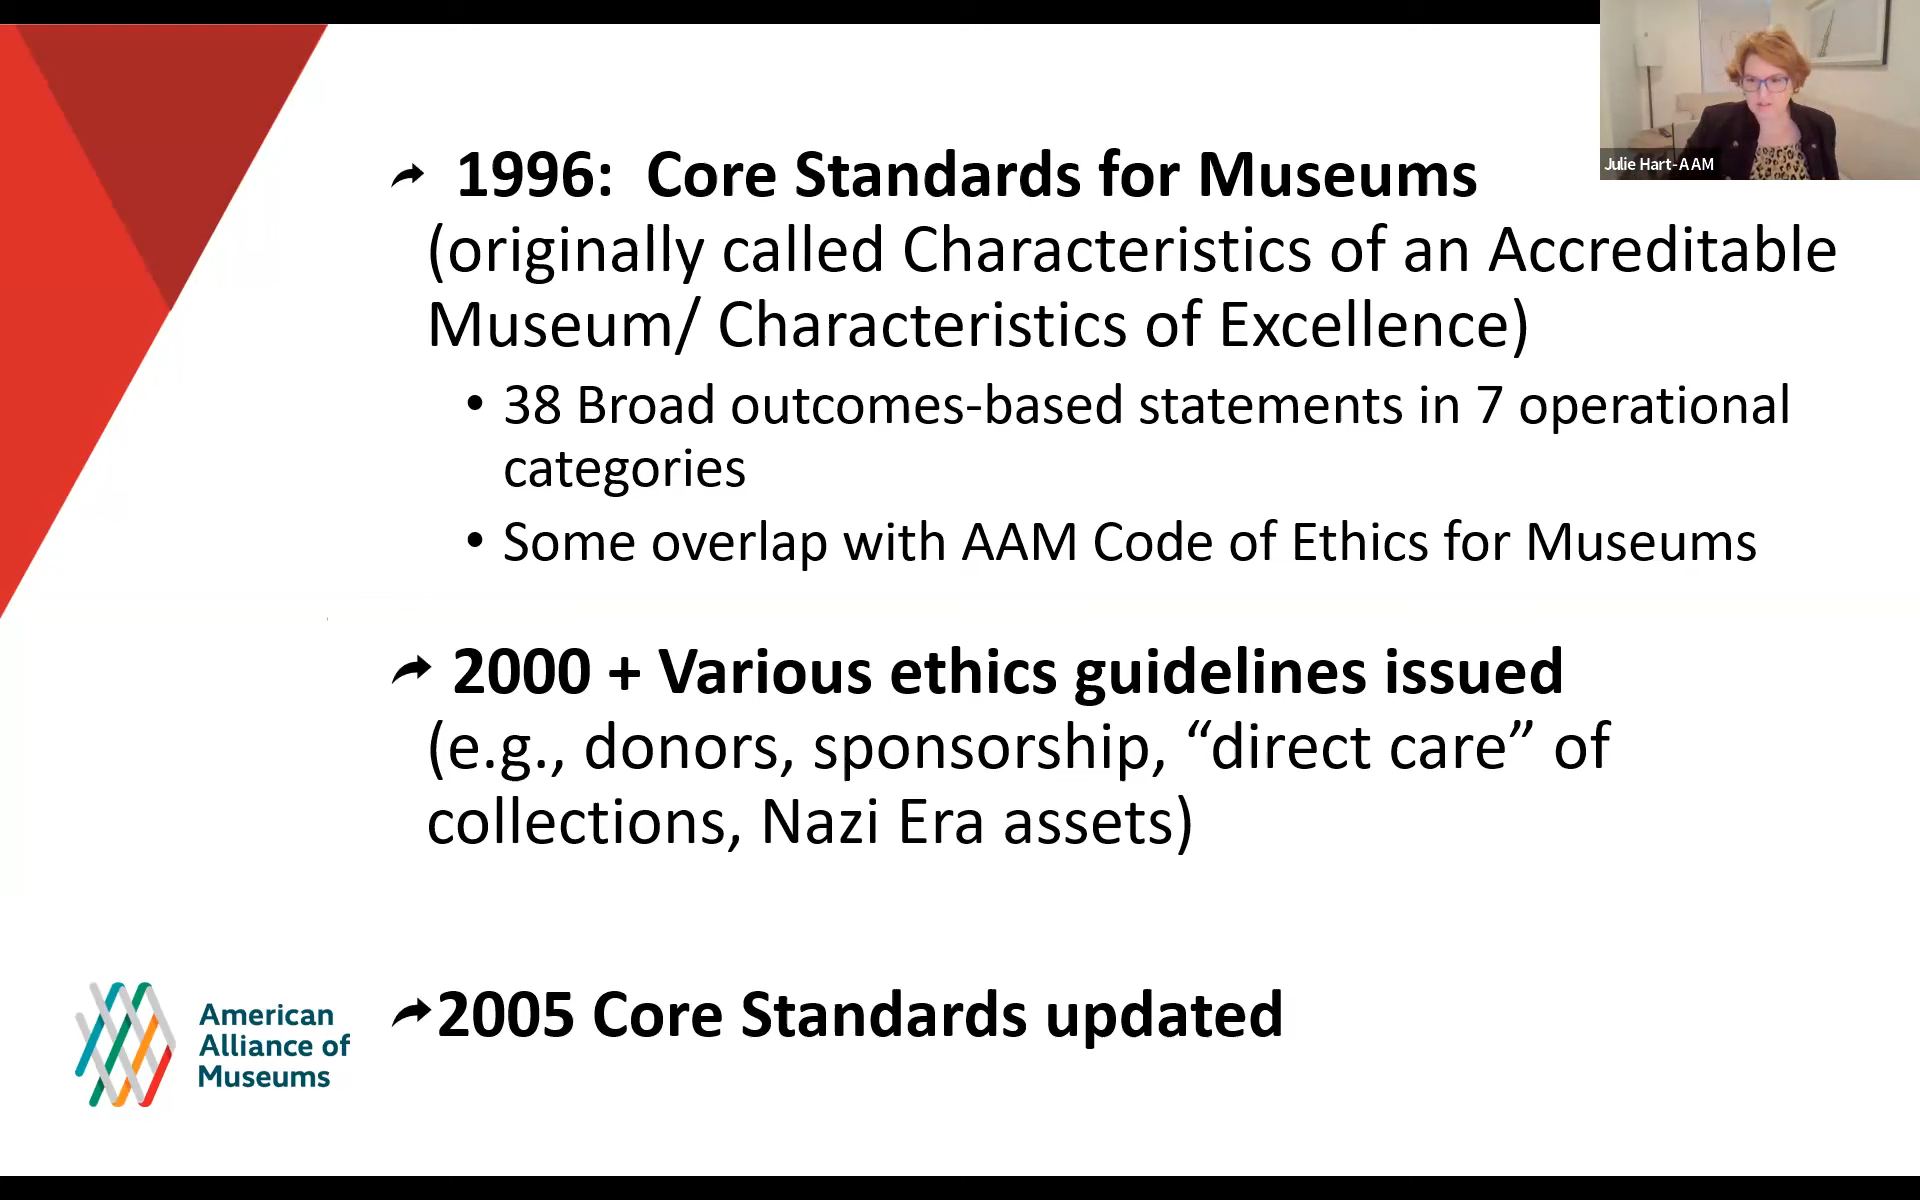 Julie Hart-AAM
1996: Core Standards for Museums
(originally called Characteristics of an Accreditable
Museum/ Characteristics of Excellence)
• 38 Broad outcomes-based statements in 7 operational
categories
• Some overlap with AAM Code of Ethics for Museums
2000 + Various ethics guidelines issued
(e.g., donors, sponsorship, “direct care” of
collections, Nazi Era assets)
2005 Core Standards updated
American
Alliance of
Museums